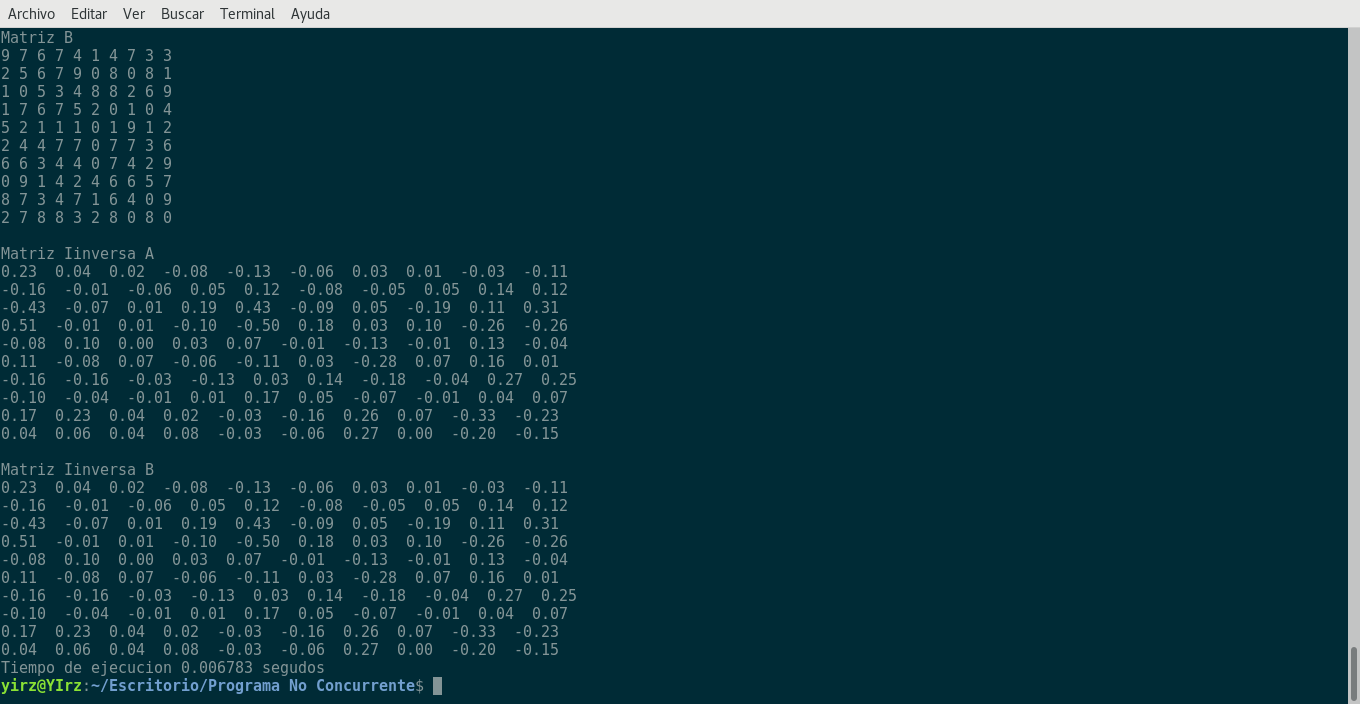 Archivo Editar Ver Buscar Terminal Ayuda
Matriz B
9 7 6 7 4 1 4 7 3 3
2 5 6 7 9 0 8 0 8 1
1 0 5 3 4 8 8 2 6 9
1 7 6 7 5 2 0 1 0 4
5 2 1 1 1 0 1 9 1 2
2 4 4 7 7 0 7 7 3 6
6 6 3 4 4 0 7 4 2 9
0 9 1 4 2 4 6 6 5 7
8 7 3 4 7 1 6 4 0 9
2 7 8 8 3 2 8 0 8 0
Matriz Iinversa A
0.23 0.04 0.02 -0.08 -0.13 -0.06 0.03 0.01 -0.03 -0.11
-0.16 -0.01 -0.06 0.05 0.12 -0.08 -0.05 0.05 0.14 0.12
-0.43 -0.07 0.01 0.19 0.43 -0.09 0.05 -0.19 0.11 0.31
0.51 -0.01 0.01 -0.10 -0.50 0.18 0.03 0.10 -0.26 -0.26
-0.08 0.10 0.00 0.03 0.07 -0.01 -0.13 -0.01 0.13 -0.04
0.11 -0.08 0.07 -0.06 -0.11 0.03 -0.28 0.07 0.16 0.01
-0.16 -0.16 -0.03 -0.13 0.03 0.14 -0.18 -0.04 0.27 0.25
-0.10 -0.04 -0.01 0.01 0.17 0.05 -0.07 -0.01 0.04 0.07
0.17 0.23 0.04 0.02 -0.03 -0.16 0.26 0.07 -0.33 -0.23
0.04 0.06 0.04 0.08 -0.03 -0.06 0.27 0.00 -0.20 -0.15
Matriz Iinversa B
0.23 0.04 0.02 -0.08 -0.13 -0.06 0.03 0.01 -0.03 -0.11
-0.16 -0.01 -0.06 0.05 0.12 -0.08 -0.05 0.05 0.14 0.12
-0.43 -0.07 0.01 0.19 0.43 -0.09 0.05 -0.19 0.11 0.31
0.51 -0.01 0.01 -0.10 -0.50 0.18 0.03 0.10 -0.26 -0.26
-0.08 0.10 0.00 0.03 0.07 -0.01 -0.13 -0.01 0.13 -0.04
0.11 -0.08 0.07 -0.06 -0.11 0.03 -0.28 0.07 0.16 0.01
-0.16 -0.16 -0.03 -0.13 0.03 0.14 -0.18 -0.04 0.27 0.25
-0.10 -0.04 -0.01 0.01 0.17 0.05 -0.07 -0.01 0.04 0.07
0.17 0.23 0.04 0.02 -0.03 -0.16 0.26 0.07 -0.33 -0.23
0.04 0.06 0.04 0.08 -0.03 -0.06 0.27 0.00 -0.20 -0.15
Tiempo de ejecucion 0.006783 segudos
yirz@YIrz:~/Escritorio/Programa No Concurrente$